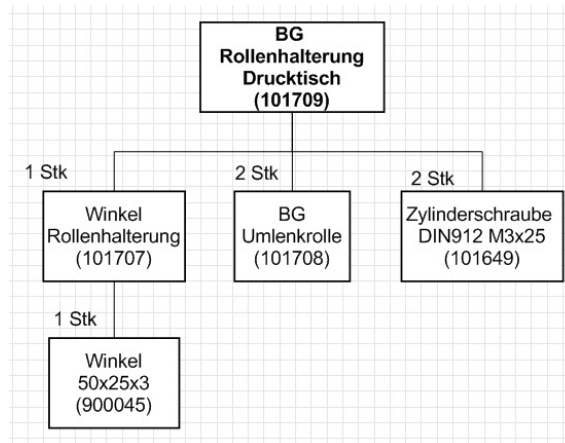 BG
Rollenhalterung
Drucktisch
(101709)
1 Stk
2 Stk
2 Stk
Winkel
Rollenhalterung
(101707)
BG
Umlenkrolle
(101708)
Zylinderschraube
DIN912 M3x25
(101649)
1 Stk
Winkel
50x25x3
(900045)